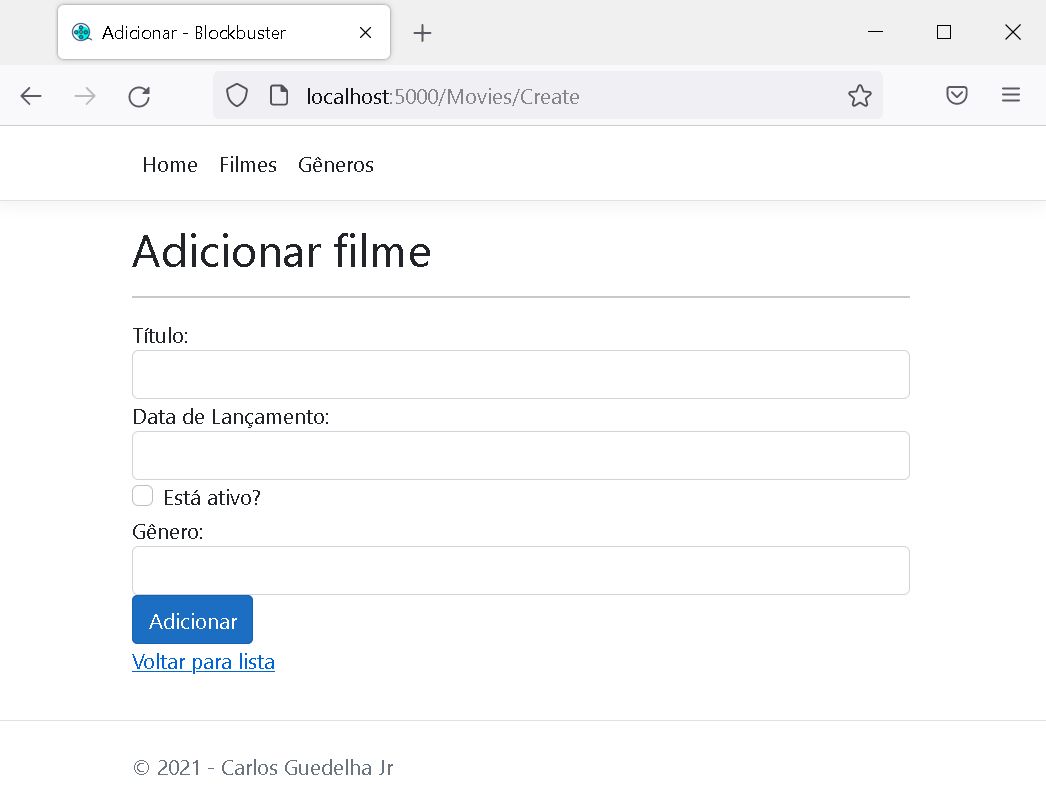 Adicionar - Blockbuster
localhost:5000/Movies/Create
Home Filmes Gêneros
Adicionar filme
Título:
Data de Lançamento:
Está ativo?
Gênero:
Adicionar
Voltar para lista
© 2021 - Carlos Guedelha Jr